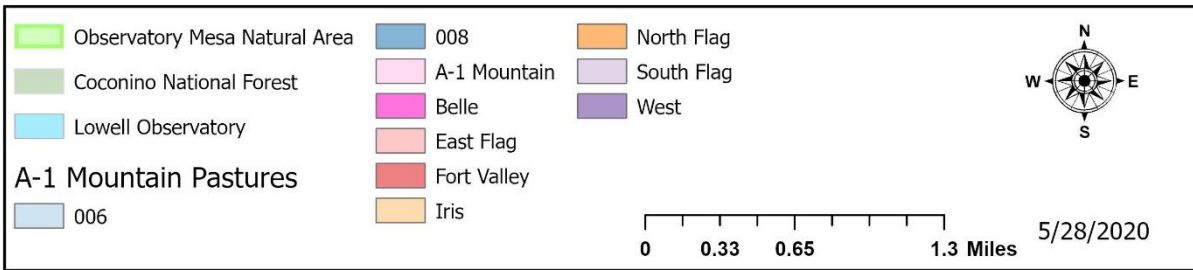 Observatory Mesa Natural Area
Coconino National Forest
Lowell Observatory
A-1 Mountain Pastures
006
008
A-1 Mountain
Belle
East Flag
Fort Valley
Iris
North Flag
South Flag
West
N
W E
S
0 0.33 0.65 1.3 Miles
5/28/2020